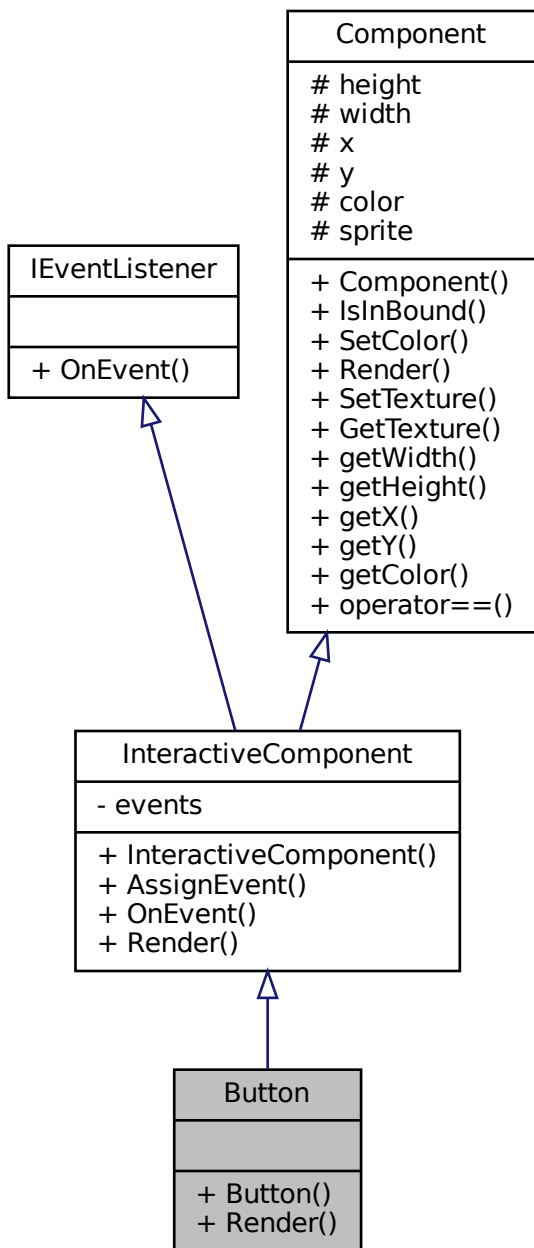 Component
# height
# width
# x
# y
# color
# sprite
+ Component()
+ IsInBound()
+ SetColor()
+ Render()
+ SetTexture()
+ GetTexture()
+ getWidth()
+ getHeight()
+ getX()
+ getY()
+ getColor()
+ operator==()
IEventListener
+ OnEvent()
InteractiveComponent
- events
+ InteractiveComponent()
+ AssignEvent()
+ OnEvent()
+ Render()
Button
+ Button()
+ Render()